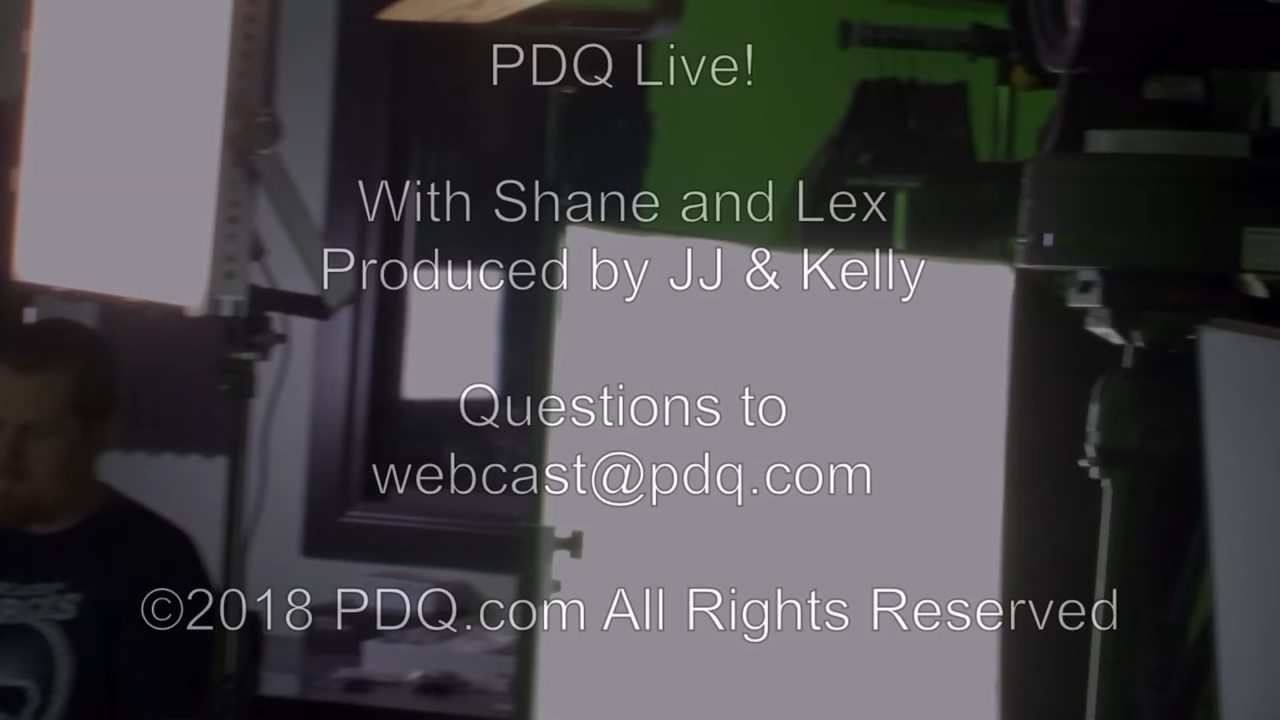 PDQ Live!
With Shane and Lex
Produced by JJ & Kelly
Questions to
webcast@pdq.com
©2018 PDQ.com All Rights Reserved